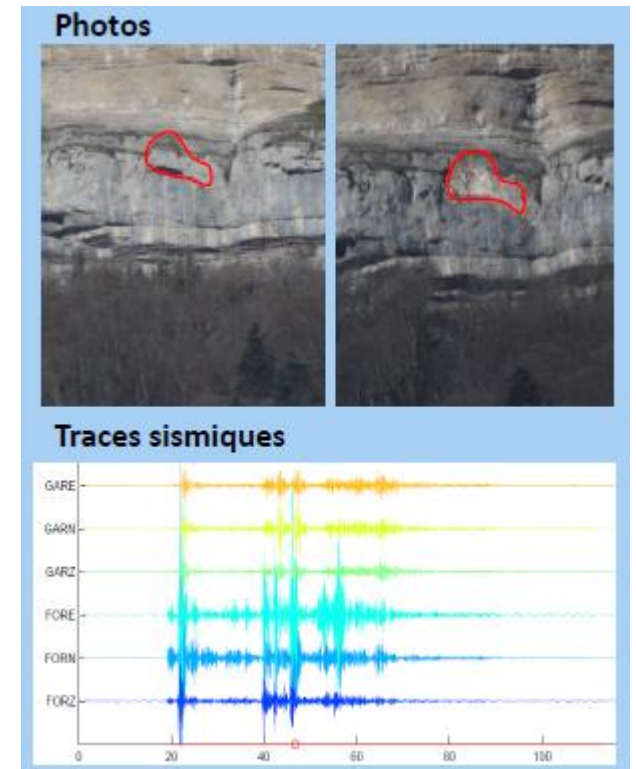 Photos
Traces sismiques
GARE
GARN
GARZ
FORE
FORN
FORZ
0 20 40 60 80 100